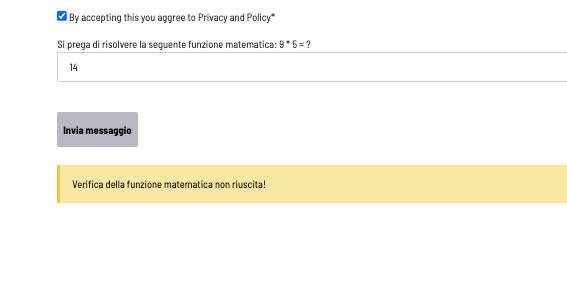 By accepting this you aggree to Privacy and Policy*
Si prega di risolvere la seguente funzione matematica: 9 * 5 = ?
14
Invia messaggio
Verifica della funzione matematica non riuscita!